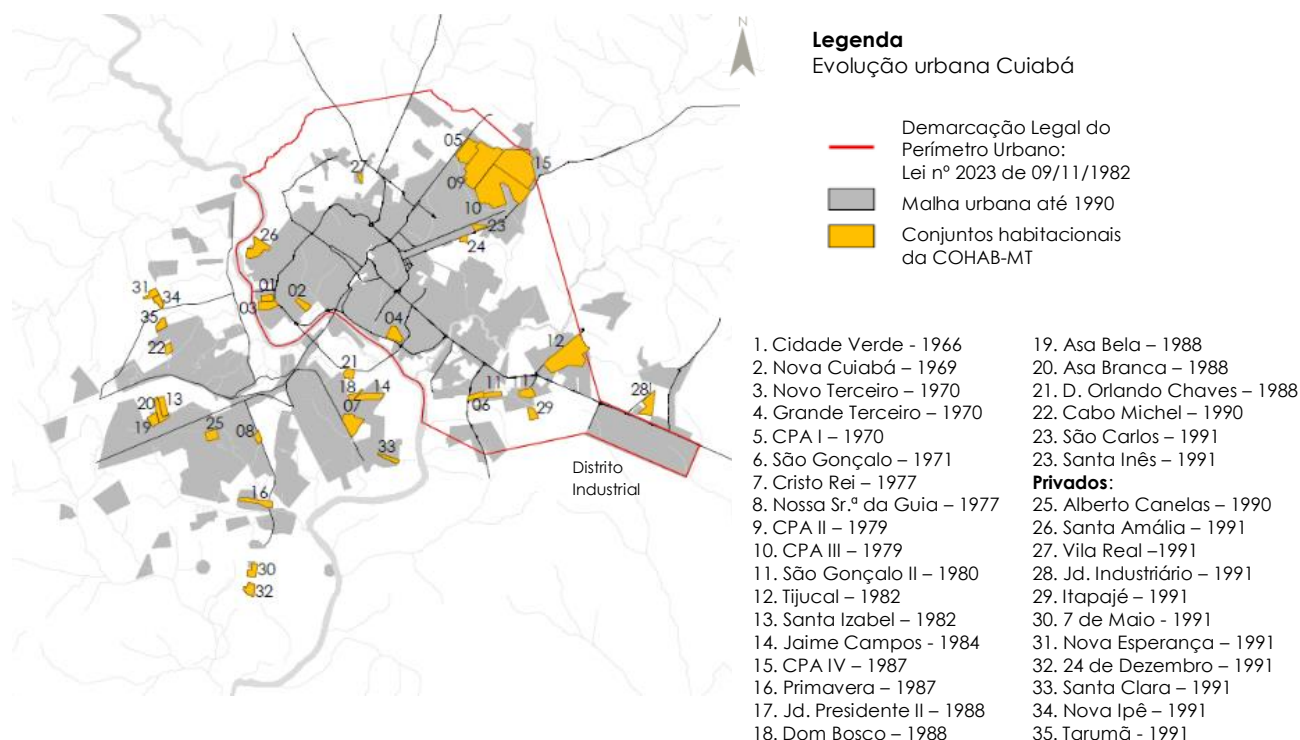 N
Legenda
Evolução urbana Cuiabá
Demarcação Legal do
Perímetro Urbano:
Lei nº 2023 de 09/11/1982
Malha urbana até 1990
Conjuntos habitacionais
da COHAB-MT
05
15
27
09
10
23
24
26
31
34
01
02
03
35
22
04
12
21
18
14
11
17
28
06
29
20
13
07
19
25
08
33
16
30
32
Distrito
Industrial
1. Cidade Verde - 1966
2. Nova Cuiabá – 1969
3. Novo Terceiro – 1970
4. Grande Terceiro – 1970
5. CPA I – 1970
6. São Gonçalo – 1971
7. Cristo Rei – 1977
8. Nossa Sr.ª da Guia – 1977
9. CPA II – 1979
10. CPA III – 1979
11. São Gonçalo II – 1980
12. Tijucal – 1982
13. Santa Izabel – 1982
14. Jaime Campos - 1984
15. CPA IV – 1987
16. Primavera – 1987
17. Jd. Presidente II – 1988
18. Dom Bosco – 1988
19. Asa Bela – 1988
20. Asa Branca – 1988
21. D. Orlando Chaves – 1988
22. Cabo Michel – 1990
23. São Carlos – 1991
23. Santa Inês – 1991
Privados:
25. Alberto Canelas – 1990
26. Santa Amália – 1991
27. Vila Real –1991
28. Jd. Industriário – 1991
29. Itapajé – 1991
30. 7 de Maio - 1991
31. Nova Esperança – 1991
32. 24 de Dezembro – 1991
33. Santa Clara – 1991
34. Nova Ipê – 1991
35. Tarumã - 1991